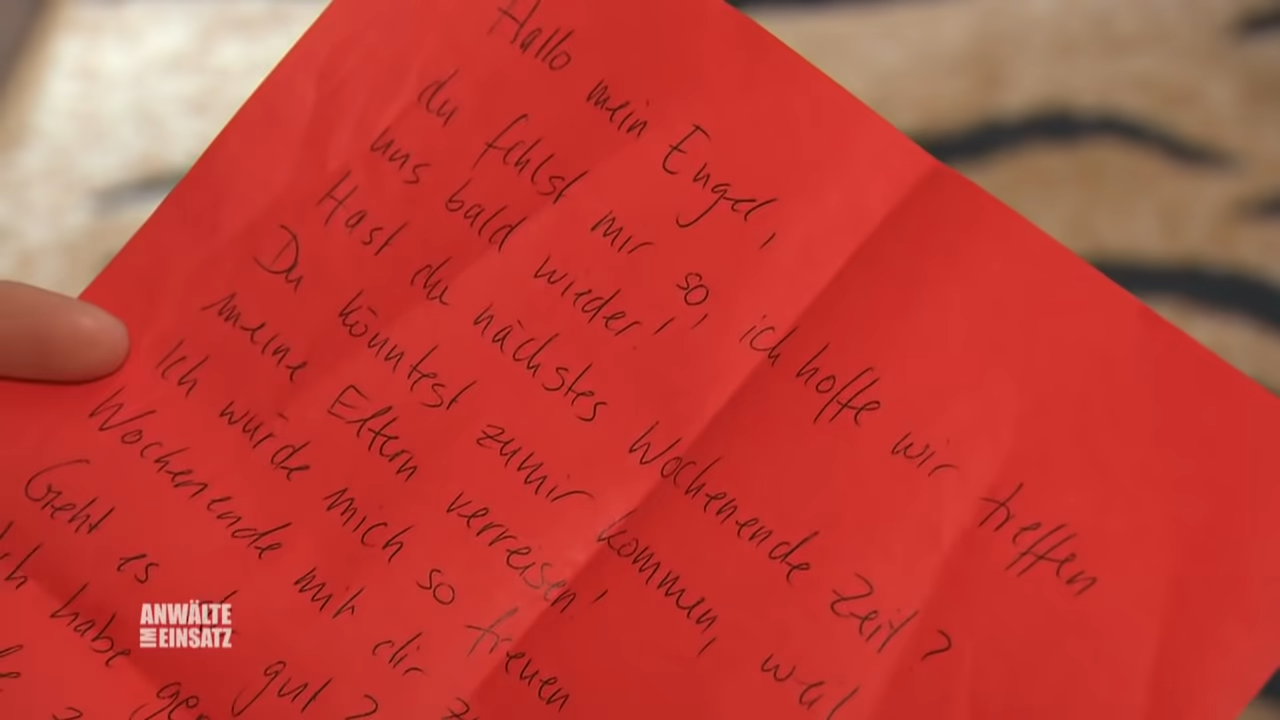 Hallo mein Engel,
du fehlst mir so, ich hoffe wir treffen
uns bald wieder!
Hast du nächstes Wochenende Zeit?
Du könntest zumir kommen, weil
meine Eltern verreisen!
Ich würde mich so freuen
Wochenende mit dir
Geht es gut?
Ich habe
ANWÄLTE
IM EINSATZ